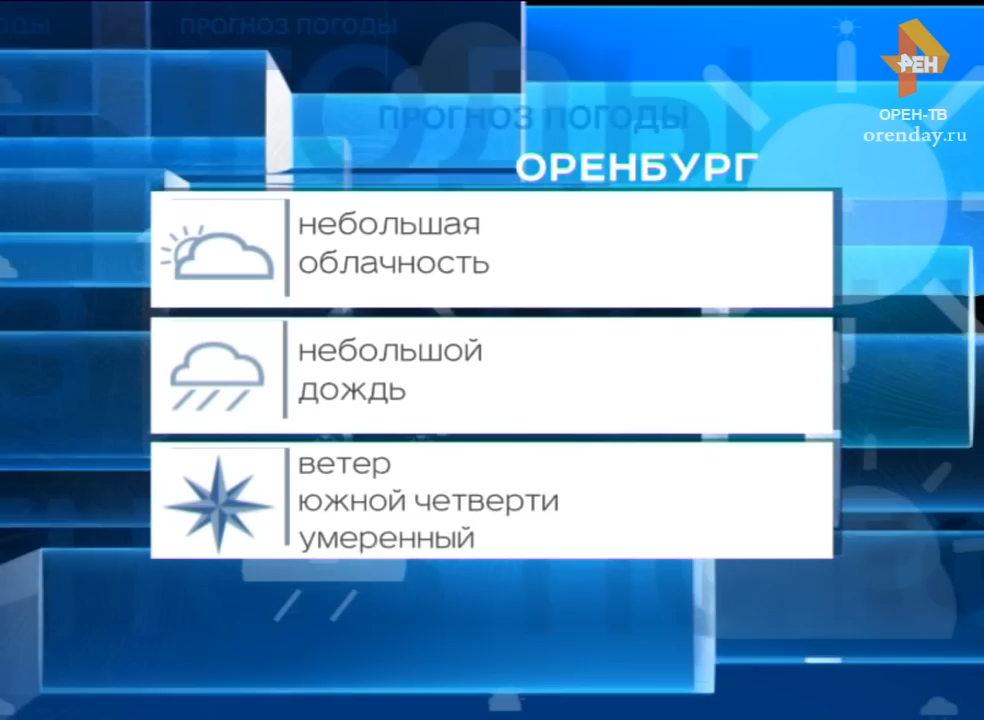 ПРОГНОЗ ПОГОДЫ
РЕН
ПРОГНОЗ ПОГОДЫ
ОРЕН-ТВ
orenday.ru
ОРЕНБУРГ
небольшая
облачность
небольшой
дождь
ветер
южной четверти
умеренный